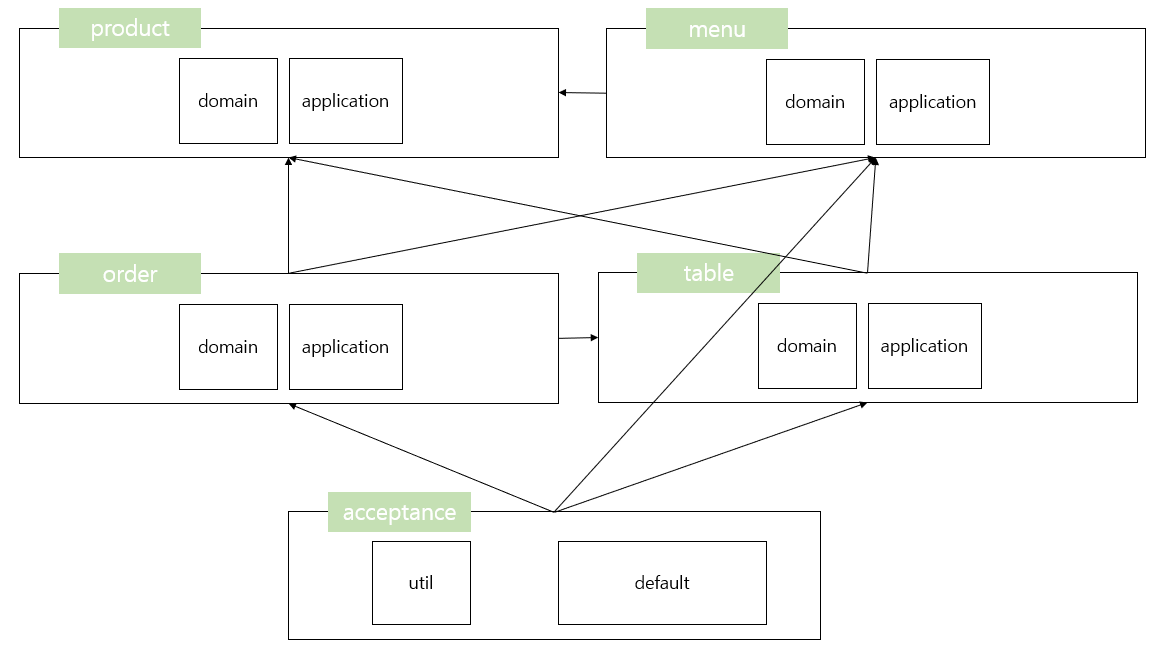 product
domain
application
menu
domain
application
order
domain
application
table
domain
application
acceptance
util
default